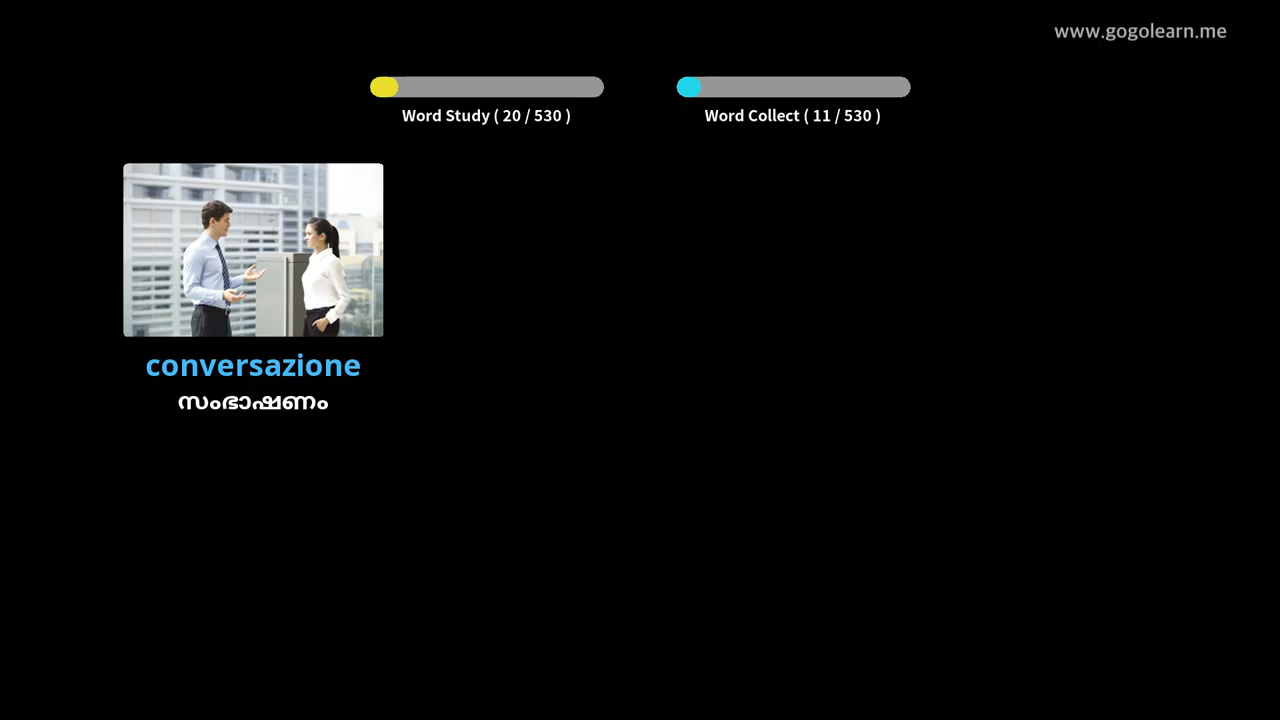 www.gogolearn.me
Word Study ( 20 / 530 )
Word Collect ( 11 / 530 )
conversazione
സംഭാഷണം